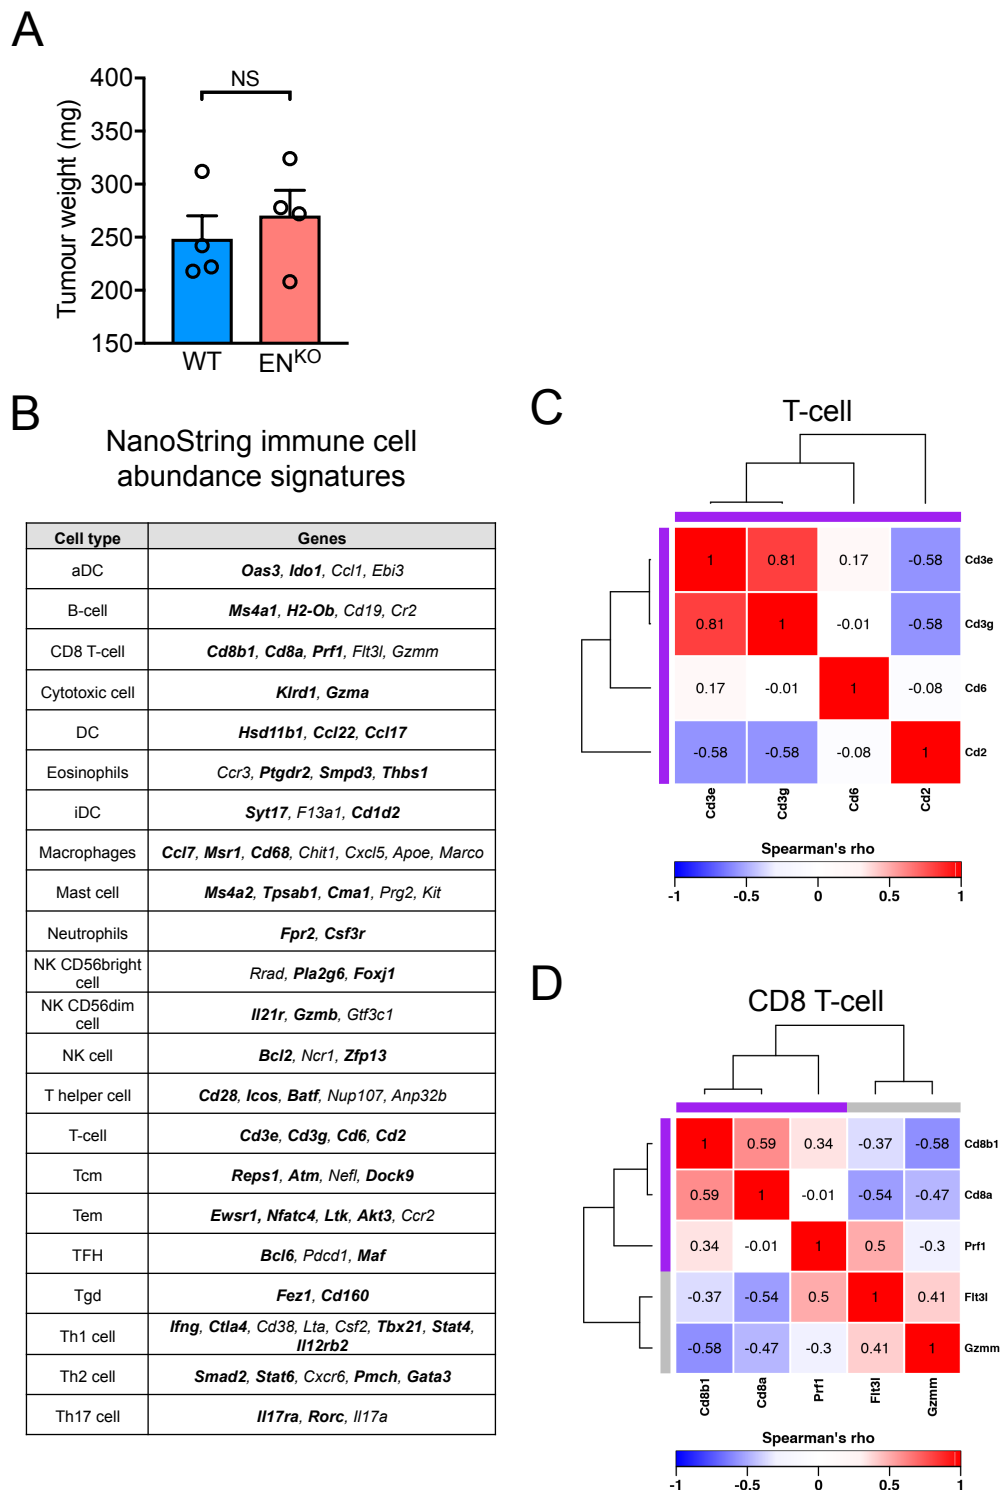 A
Tumour weight (mg)
400
350
300
250
200
150
NS
WT
EN^KO
B
NanoString immune cell
abundance signatures
Cell type Genes
aDC Oas3, Ido1, Ccl1, Ebi3
B-cell Ms4a1, H2-Ob, Cd19, Cr2
CD8 T-cell Cd8b1, Cd8a, Prf1, Flt3l, Gzmm
Cytotoxic cell Klrd1, Gzma
DC Hsd11b1, Ccl22, Ccl17
Eosinophils Ccr3, Ptgdr2, Smpd3, Thbs1
iDC Syt17, F13a1, Cd1d2
Macrophages Ccl7, Msr1, Cd68, Chit1, Cxcl5, Apoe, Marco
Mast cell Ms4a2, Tpsab1, Cma1, Prg2, Kit
Neutrophils Fpr2, Csf3r
NK CD56bright
cell
Rrad, Pla2g6, Foxj1
NK CD56dim
cell
Il21r, Gzmb, Gtf3c1
NK cell Bcl2, Ncr1, Zfp13
T helper cell Cd28, Icos, Batf, Nup107, Anp32b
T-cell Cd3e, Cd3g, Cd6, Cd2
Tcm Reps1, Atm, Nefl, Dock9
Tem Ewsr1, Nfatc4, Ltk, Akt3, Ccr2
TFH Bcl6, Pdcd1, Maf
Tgd Fez1, Cd160
Th1 cell Ifng, Ctla4, Cd38, Lta, Csf2, Tbx21, Stat4,
Il12rb2
Th2 cell Smad2, Stat6, Cxcr6, Pmch, Gata3
Th17 cell Il17ra, Rorc, Il17a
C
T-cell
1 0.81 0.17 -0.58 Cd3e
0.81 1 -0.01 -0.58 Cd3g
0.17 -0.01 1 -0.08 Cd6
-0.58 -0.58 -0.08 1 Cd2
Cd3e Cd3g Cd6 Cd2
Spearman's rho
-1 -0.5 0 0.5 1
D
CD8 T-cell
1 0.59 0.34 -0.37 -0.58 Cd8b1
0.59 1 -0.01 -0.54 -0.47 Cd8a
0.34 -0.01 1 0.5 -0.3 Prf1
-0.37 -0.54 0.5 1 0.41 Flt3l
-0.58 -0.47 -0.3 0.41 1 Gzmm
Cd8b1 Cd8a Prf1 Flt3l Gzmm
Spearman's rho
-1 -0.5 0 0.5 1